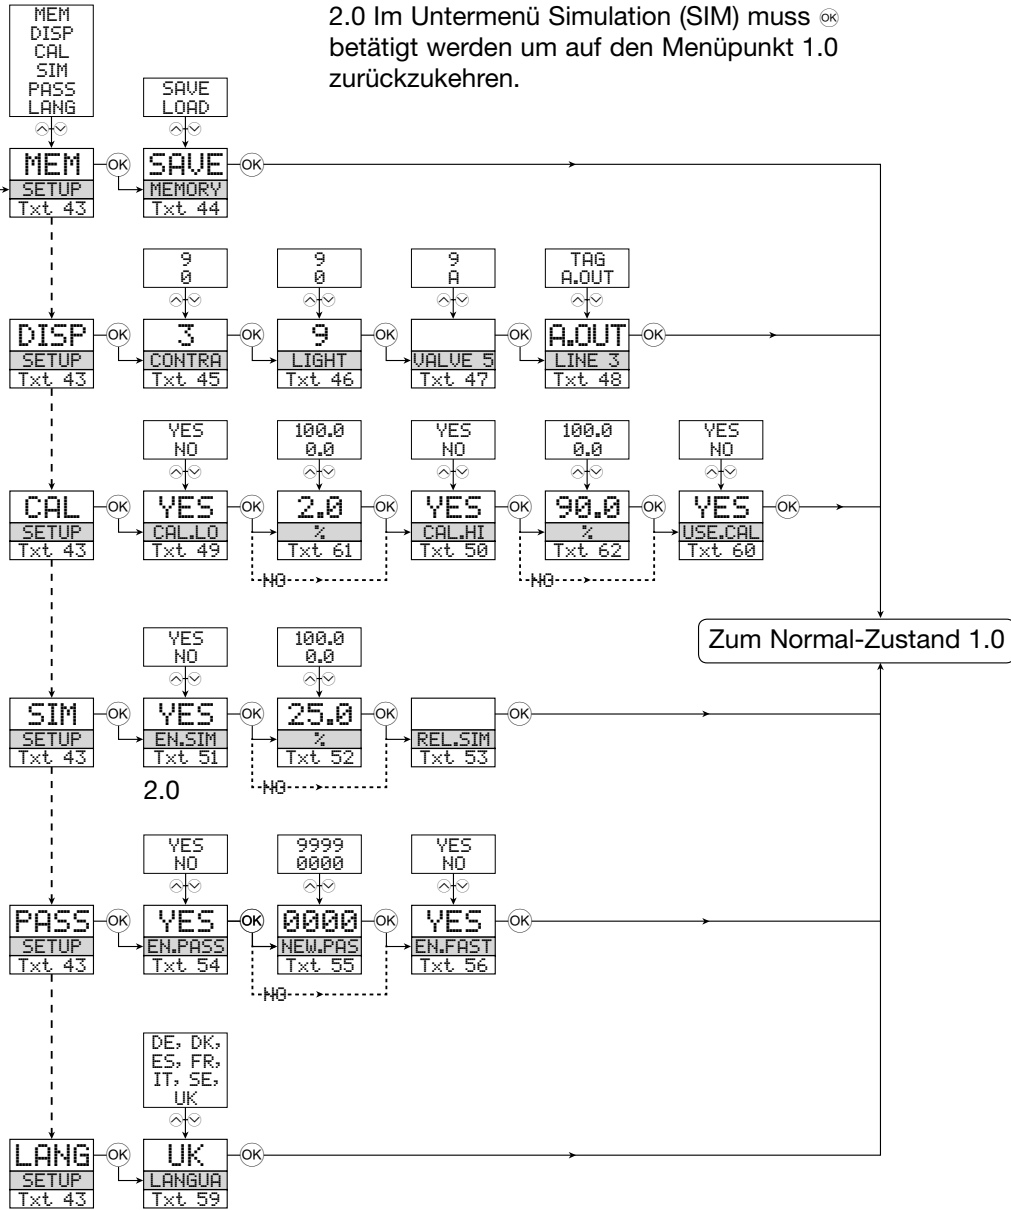 2.0 Im Untermenü Simulation (SIM) muss OK
betätigt werden um auf den Menüpunkt 1.0
zurückzukehren.
MEM
DISP
CAL
SIM
PASS
LANG
SAVE
LOAD
MEM OK SAVE OK
SETUP MEMORY
Txt 43 Txt 44
9 9 9 TAG
0 0 A A.OUT
DISP OK 3 OK 9 OK OK A.OUT OK
SETUP CONTRA LIGHT VALVE 5 LINE 3
Txt 43 Txt 45 Txt 46 Txt 47 Txt 48
YES 100.0 YES 100.0 YES
NO 0.0 NO 0.0 NO
CAL OK YES OK 2.0 OK YES OK 90.0 OK YES OK
SETUP CAL.LO % CAL.HI % USE.CAL
Txt 43 Txt 49 Txt 61 Txt 50 Txt 62 Txt 60
NO NO
Zum Normal-Zustand 1.0
YES 100.0
NO 0.0
SIM OK YES OK 25.0 OK OK
SETUP EN.SIM % REL.SIM
Txt 43 Txt 51 Txt 52 Txt 53
2.0 NO
YES 9999 YES
NO 0000 NO
PASS OK YES OK 0000 OK YES OK
SETUP EN.PASS NEW.PAS EN.FAST
Txt 43 Txt 54 Txt 55 Txt 56
NO
DE, DK,
ES, FR,
IT, SE,
UK
LANG OK UK OK
SETUP LANGUA
Txt 43 Txt 59